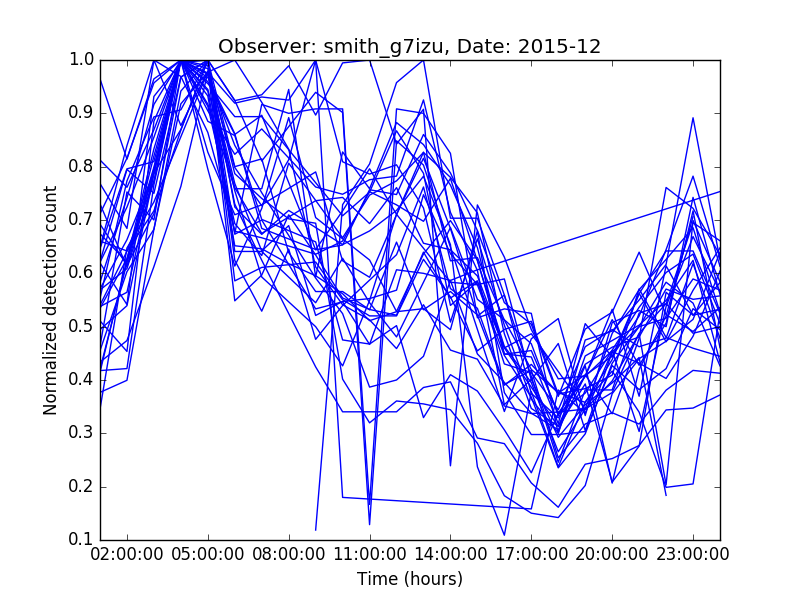 Observer: smith_g7izu, Date: 2015-12
1.0
0.9
0.8
0.7
0.6
0.5
0.4
0.3
0.2
0.1
Normalized detection count
02:00:00 05:00:00 08:00:00 11:00:00 14:00:00 17:00:00 20:00:00 23:00:00
Time (hours)